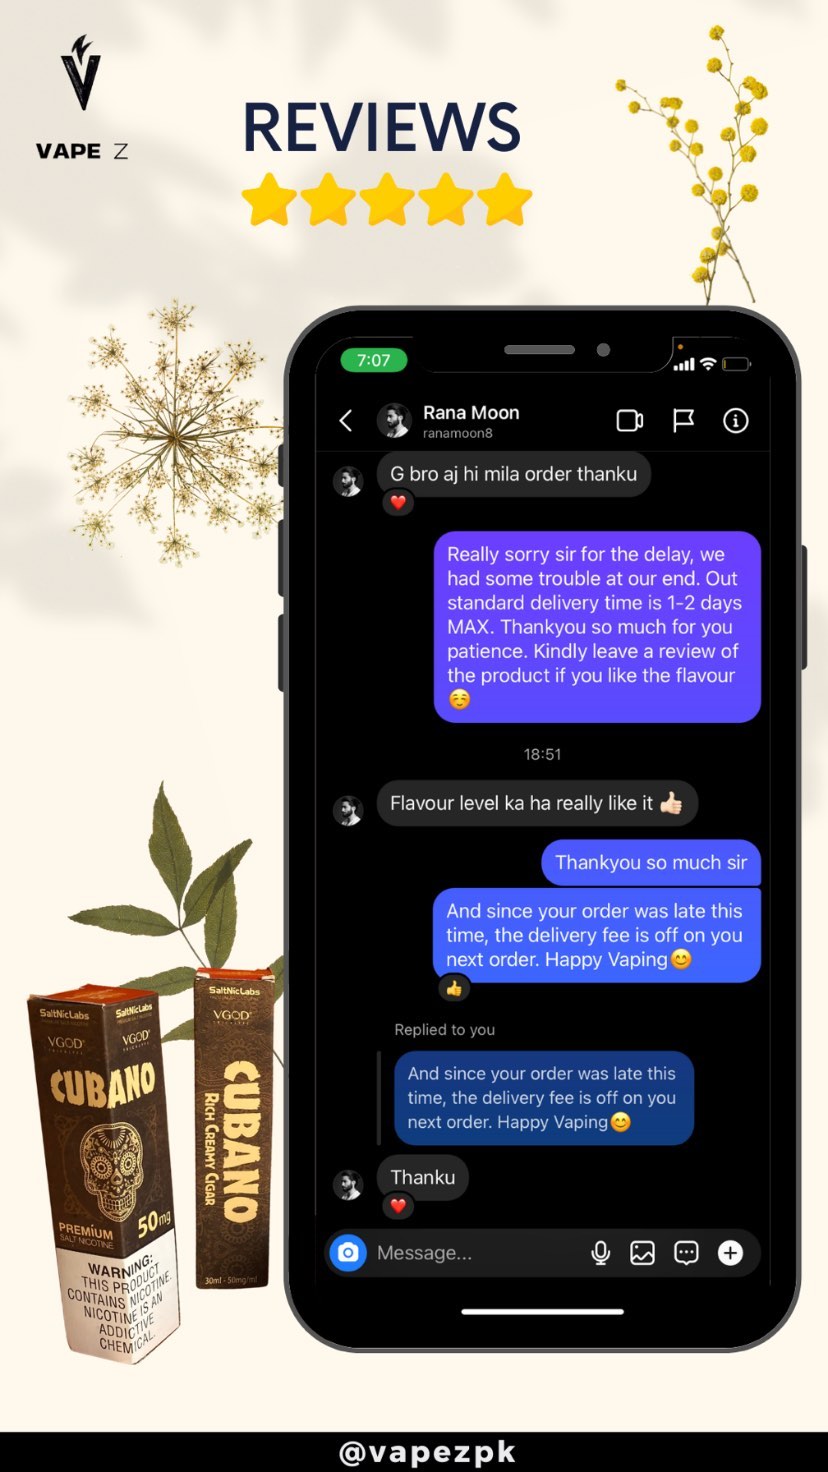 VAPE Z
REVIEWS
7:07
Rana Moon
ranamoon8
G bro aj hi mila order thanku
Really sorry sir for the delay, we
had some trouble at our end. Out
standard delivery time is 1-2 days
MAX. Thankyou so much for you
patience. Kindly leave a review of
the product if you like the flavour
☺️
18:51
Flavour level ka ha really like it 👍🏻
Thankyou so much sir
And since your order was late this
time, the delivery fee is off on you
next order. Happy Vaping😊
Replied to you
And since your order was late this
time, the delivery fee is off on you
next order. Happy Vaping😊
Thanku
Message...
SaltNicLabs
SaltNicLabs
VGOD
VGOD
CUBANO
PREMIUM
SALT NICOTINE
50mg
WARNING:
THIS PRODUCT
CONTAINS NICOTINE.
NICOTINE IS AN
ADDICTIVE
CHEMICAL.
SaltNicLabs
VGOD
CUBANO
RICH CREAMY CIGAR
30ml - 50mg/ml
@vapezpk